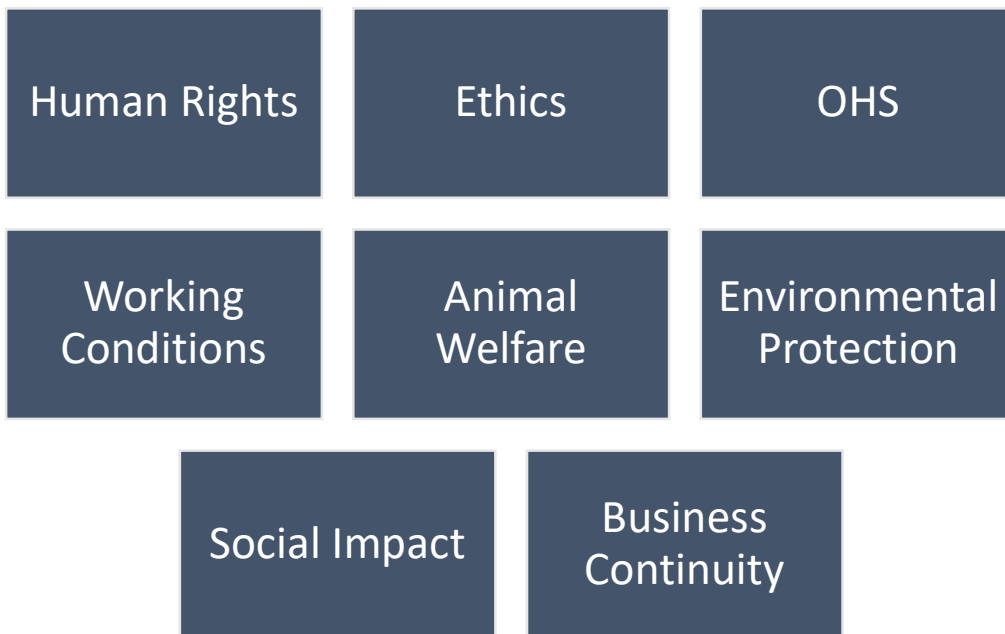 Human Rights
Ethics
OHS
Working
Conditions
Animal
Welfare
Environmental
Protection
Social Impact
Business
Continuity